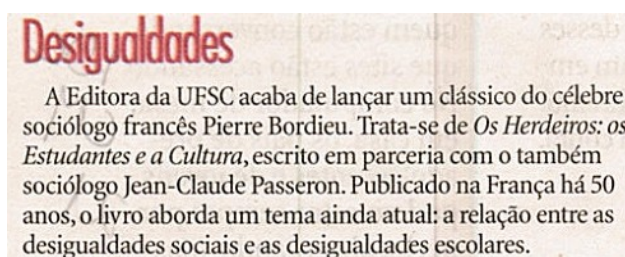 Desigualdades
A Editora da UFSC acaba de lançar um clássico do célebre
sociólogo francês Pierre Bordieu. Trata-se de Os Herdeiros: os
Estudantes e a Cultura, escrito em parceria com o também
sociólogo Jean-Claude Passeron. Publicado na França há 50
anos, o livro aborda um tema ainda atual: a relação entre as
desigualdades sociais e as desigualdades escolares.